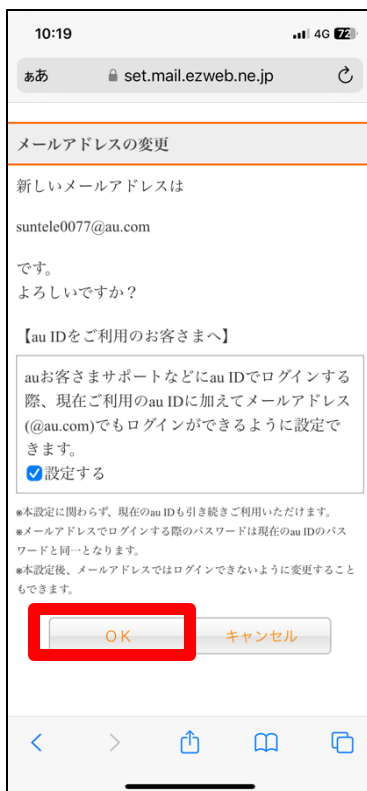 10:19
4G 72
ぁあ set.mail.ezweb.ne.jp
メールアドレスの変更
新しいメールアドレスは
suntele0077@au.com
です。
よろしいですか？
【au IDをご利用のお客さまへ】
auお客さまサポートなどにau IDでログインする
際、現在ご利用のau IDに加えてメールアドレス
(@au.com)でもログインができるように設定で
きます。
設定する
※本設定に関わらず、現在のau IDも引き続きご利用いただけます。
※メールアドレスでログインする際のパスワードは現在のau IDのパス
ワードと同一となります。
※本設定後、メールアドレスではログインできないように変更すること
もできます。
ＯＫ キャンセル